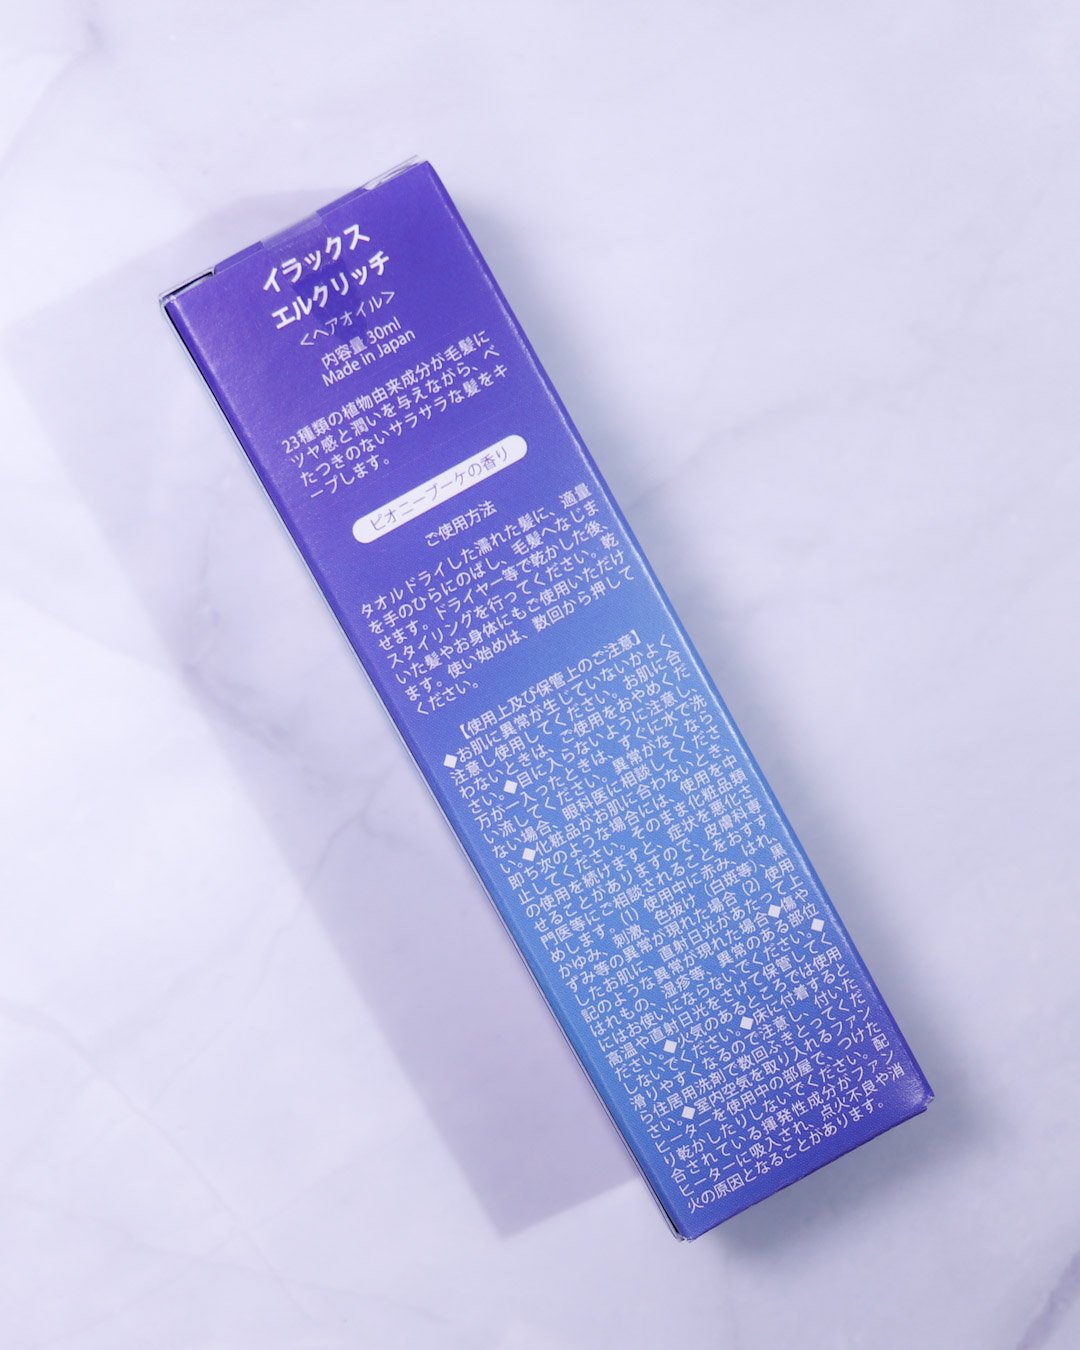 イラックス
エルクリッチ
<ヘアオイル>
内容量 30ml
Made in Japan
23種類の植物由来成分が毛髪に
ツヤ感と潤いを与えながら、ベ
たつきのないサラサラな髪をキ
ープします。
ピオニーブーケの香り
ご使用方法
タオルドライした濡れた髪に、適量
を手のひらにのばし、毛髪へなじま
せます。ドライヤー等で乾かした後、
スタイリングを行ってください。乾
いた髪やお身体にもご使用いただけ
ます。使い始めは、数回から押して
ください。
【使用上及び保管上のご注意】
◆お肌に異常が生じていないかよく
注意し使用してください。お肌に合
わないときは、ご使用をおやめくだ
さい。◆目に入らないように注意し、
万が一入ったときは、すぐに水で洗
い流してください。異常がなくなら
ない場合、眼科医に相談してくださ
い。◆化粧品がお肌に合わないとき、
即ち次のような場合には、使用を中
止してください。そのまま化粧品類
の使用を続けますと、症状を悪化さ
せることがありますので、皮膚科専
門医等にご相談されることをおすす
めします。(1) 使用中に赤み、はれ、
かゆみ、刺激、色抜け（白斑等）、黒
ずみ等の異常が現れた場合 (2) 使用
したお肌に、直射日光があたって上
記のような異常が現れた場合◆傷や
はれもの、湿疹等、異常のある部位
にはお使いにならないでください。◆
高温や直射日光をさけて保管してく
ださい。◆火気のあるところでは使用
しないでください。◆床に付着すると
滑りやすくなるので注意し、付いた
ら住居用洗剤で数回ふきとってくだ
さい。◆室内空気を取り入れるファン
ヒーターを使用中の部屋で、つけた
り乾かしたりしないでください。配
合されている揮発性成分がファン
ヒーターに吸入され、点火不良や消
火の原因となることがあります。